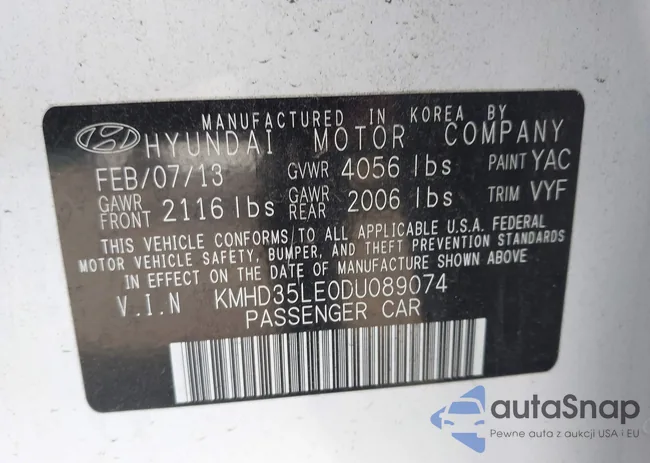 MANUFACTURED IN KOREA BY
HYUNDAI MOTOR COMPANY
FEB/07/13 GVWR 4056 lbs PAINT YAC
GAWR FRONT 2116 lbs GAWR REAR 2006 lbs TRIM VYF
THIS VEHICLE CONFORMS TO ALL APPLICABLE U.S.A. FEDERAL
MOTOR VEHICLE SAFETY, BUMPER, AND THEFT PREVENTION STANDARDS
IN EFFECT ON THE DATE OF MANUFACTURE SHOWN ABOVE.
V.I.N KMHD35LE0DU089074
PASSENGER CAR
autaSnap
Pewne auta z aukcji USA i EU